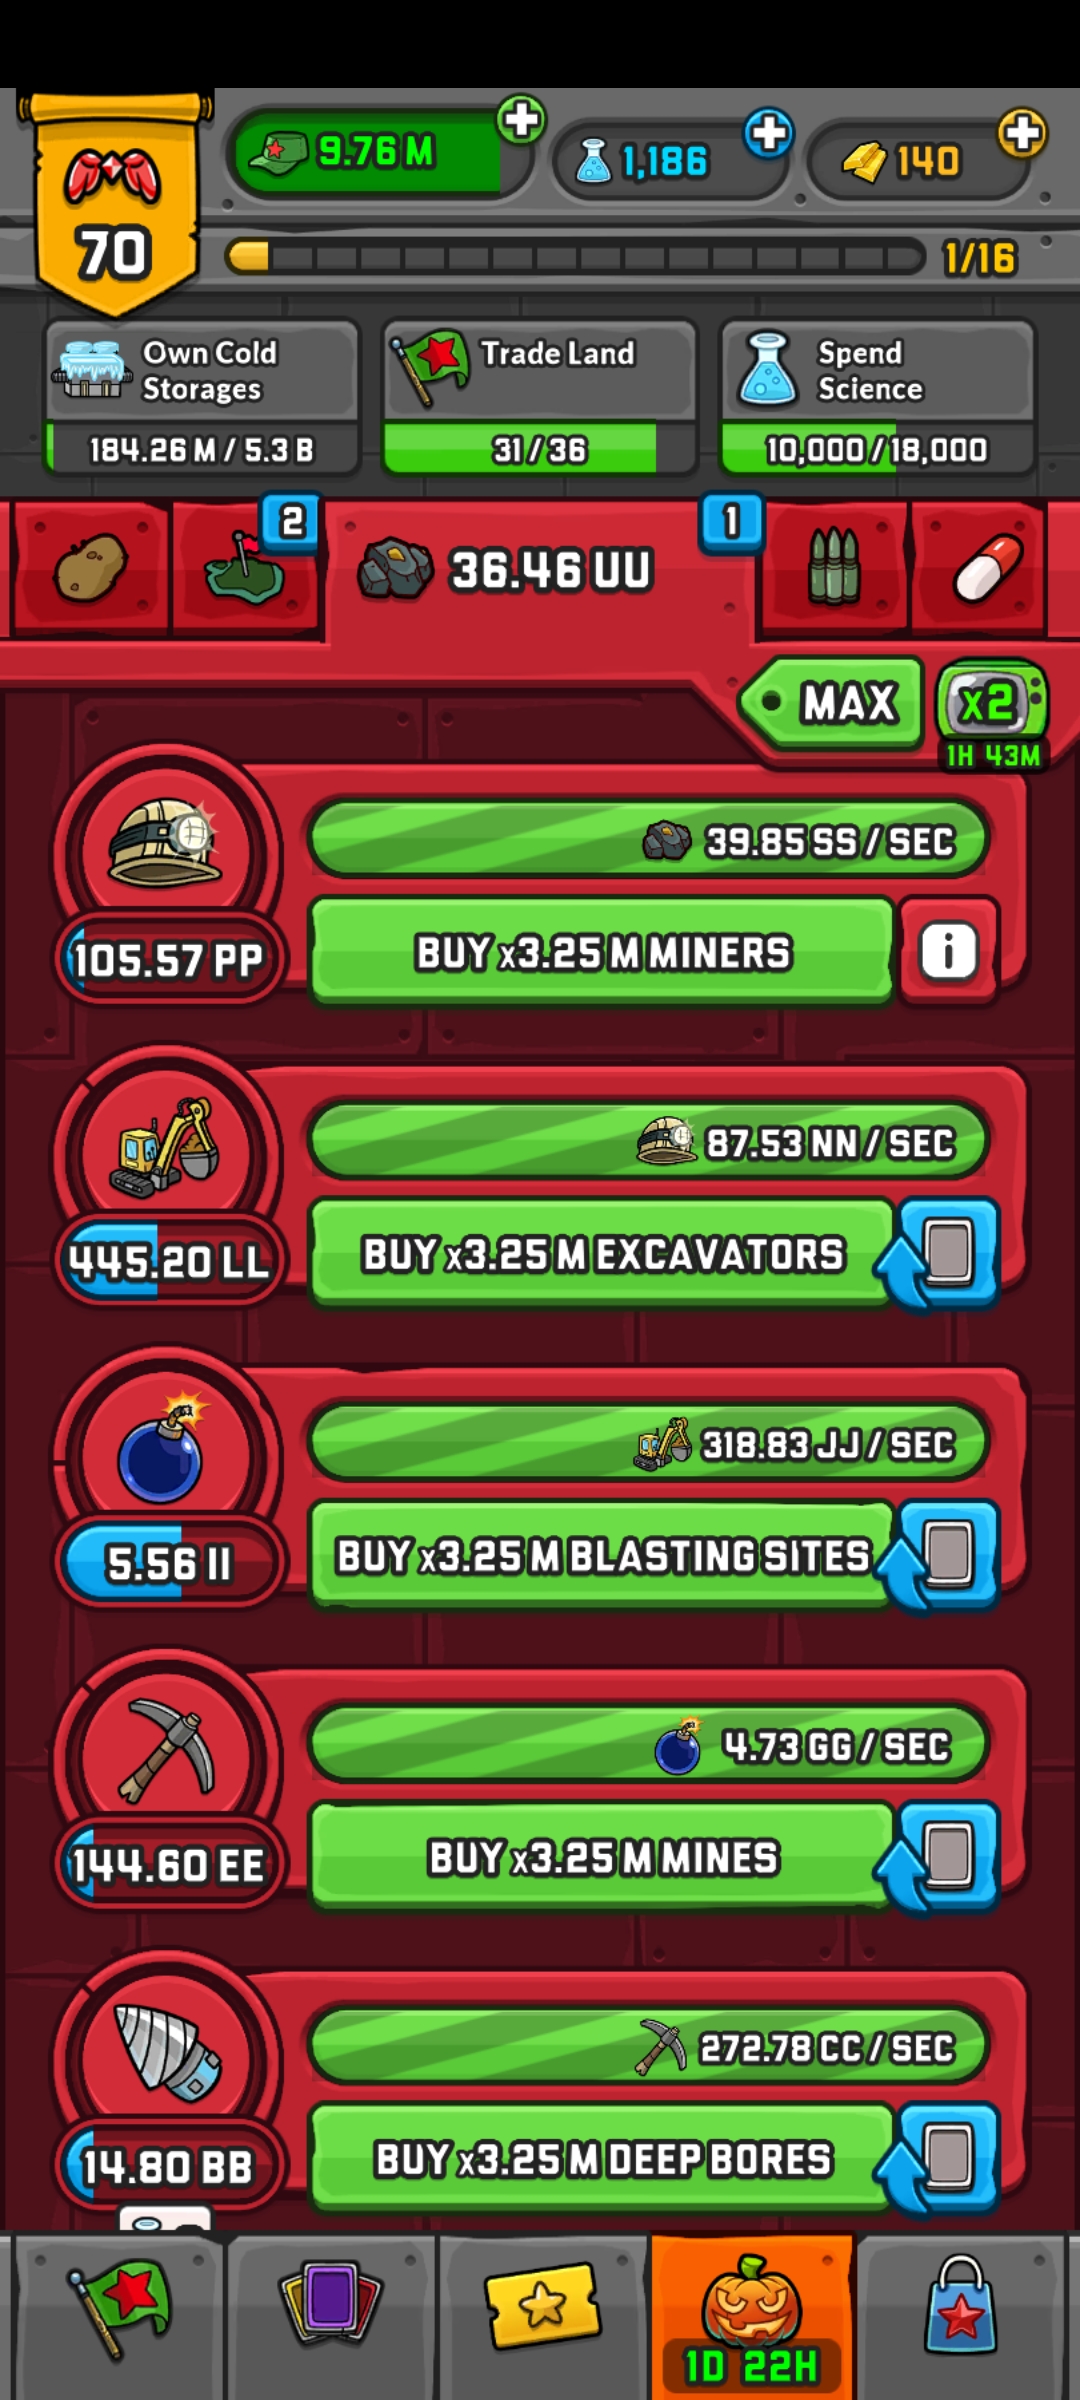 9.76 M
1,186
140
70
1/16
Own Cold
Storages
184.26 M / 5.3 B
Trade Land
31 / 36
Spend
Science
10,000 / 18,000
2
36.46 UU
1
MAX
x2
1H 43M
39.85 SS / SEC
105.57 PP
BUY x3.25 M MINERS
i
87.53 NN / SEC
445.20 LL
BUY x3.25 M EXCAVATORS
318.83 JJ / SEC
5.56 II
BUY x3.25 M BLASTING SITES
4.73 GG / SEC
144.60 EE
BUY x3.25 M MINES
272.78 CC / SEC
14.80 BB
BUY x3.25 M DEEP BORES
1D 22H